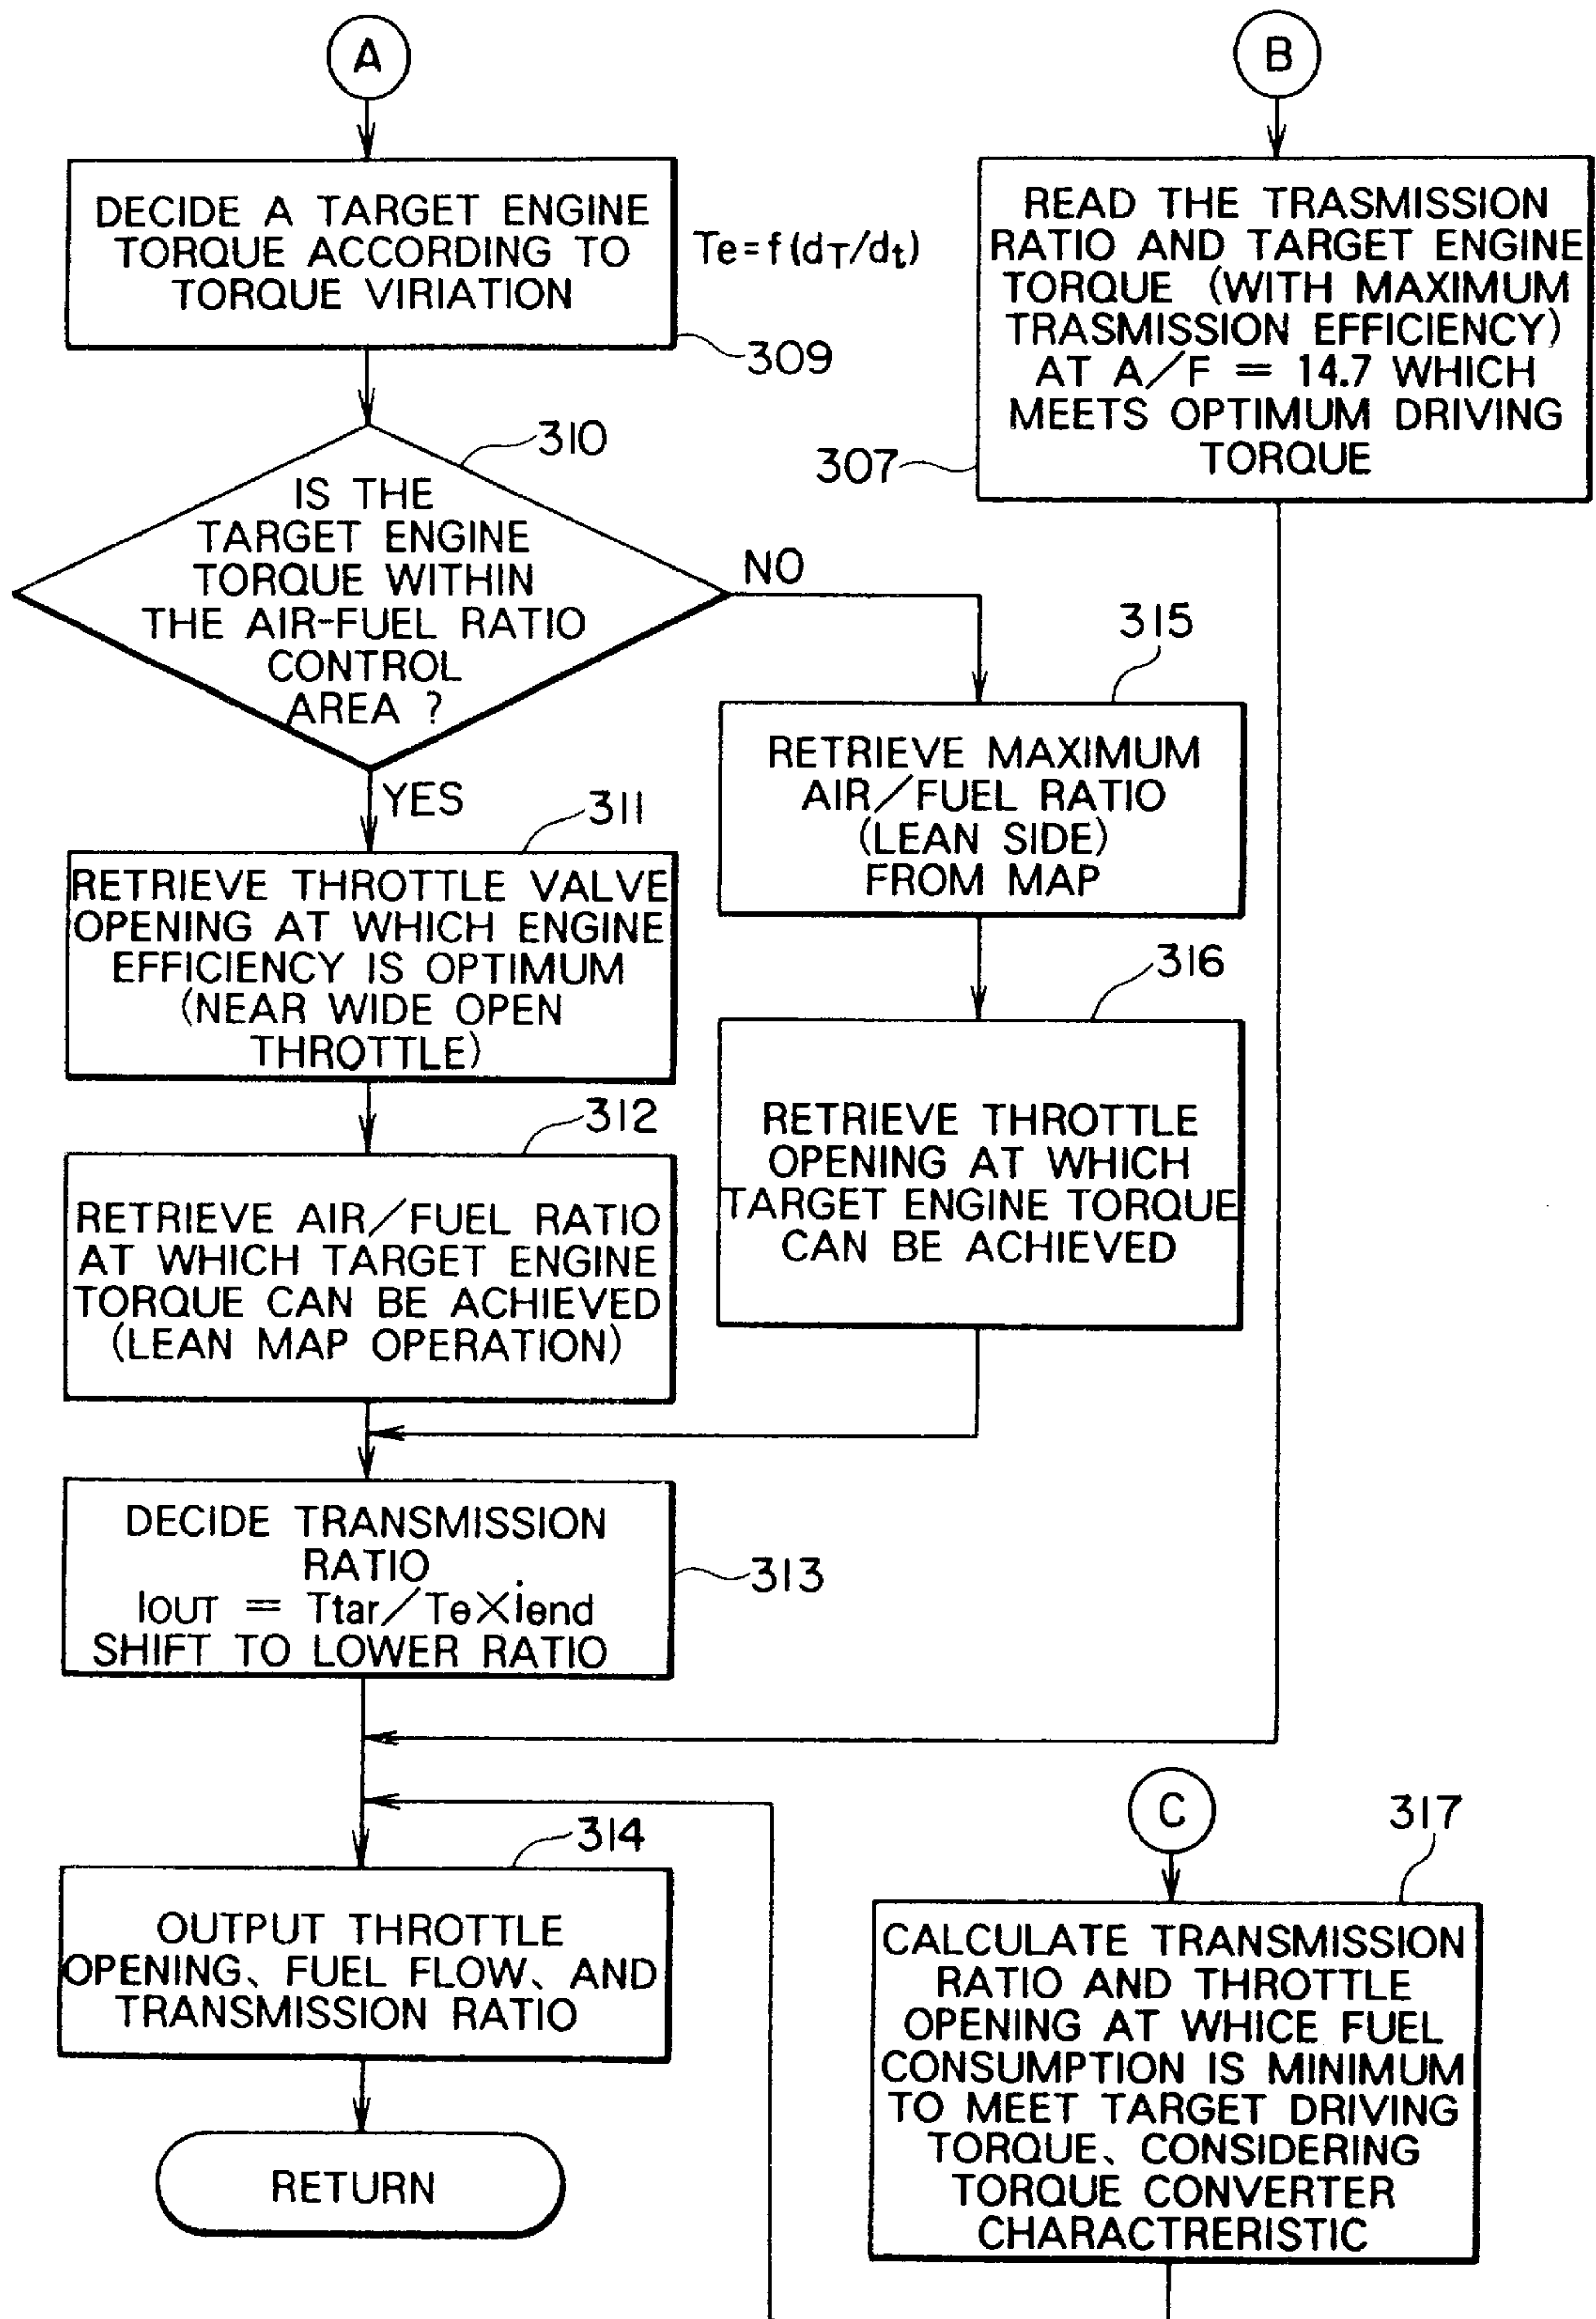 A
DECIDE A TARGET ENGINE
TORQUE ACCORDING TO
TORQUE VIRIATION
Te=f(dT/dt)
309
310
IS THE
TARGET ENGINE
TORQUE WITHIN
THE AIR-FUEL RATIO
CONTROL
AREA ?
NO
YES
311
RETRIEVE THROTTLE VALVE
OPENING AT WHICH ENGINE
EFFICIENCY IS OPTIMUM
(NEAR WIDE OPEN
THROTTLE)
312
RETRIEVE AIR/FUEL RATIO
AT WHICH TARGET ENGINE
TORQUE CAN BE ACHIEVED
(LEAN MAP OPERATION)
315
RETRIEVE MAXIMUM
AIR/FUEL RATIO
(LEAN SIDE)
FROM MAP
316
RETRIEVE THROTTLE
OPENING AT WHICH
TARGET ENGINE TORQUE
CAN BE ACHIEVED
DECIDE TRANSMISSION
RATIO
IOUT = Ttar/Te×iend
SHIFT TO LOWER RATIO
313
B
READ THE TRASMISSION
RATIO AND TARGET ENGINE
TORQUE (WITH MAXIMUM
TRASMISSION EFFICIENCY)
AT A/F = 14.7 WHICH
MEETS OPTIMUM DRIVING
TORQUE
307
314
OUTPUT THROTTLE
OPENING、FUEL FLOW、AND
TRANSMISSION RATIO
RETURN
C
317
CALCULATE TRANSMISSION
RATIO AND THROTTLE
OPENING AT WHICE FUEL
CONSUMPTION IS MINIMUM
TO MEET TARGET DRIVING
TORQUE、CONSIDERING
TORQUE CONVERTER
CHARACTRERISTIC